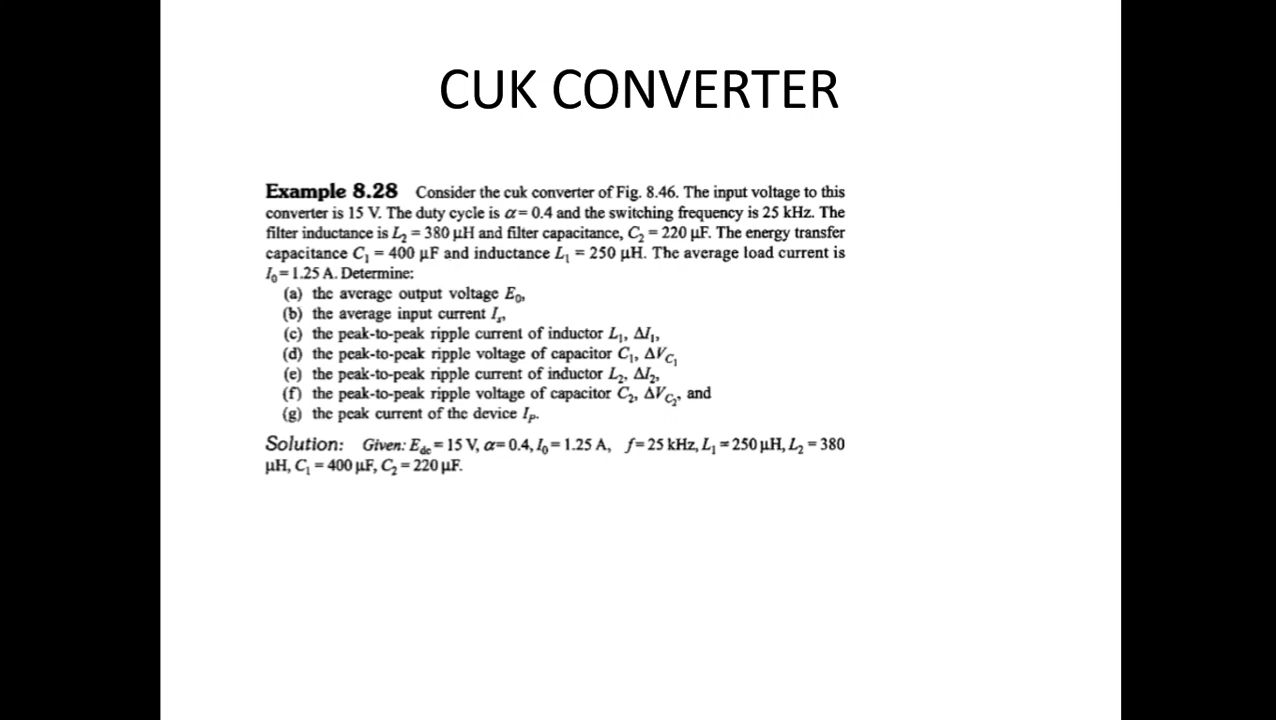 CUK CONVERTER
Example 8.28 Consider the cuk converter of Fig. 8.46. The input voltage to this
converter is 15 V. The duty cycle is α = 0.4 and the switching frequency is 25 kHz. The
filter inductance is L₂ = 380 μH and filter capacitance, C₂ = 220 μF. The energy transfer
capacitance C₁ = 400 μF and inductance L₁ = 250 μH. The average load current is
I₀ = 1.25 A. Determine:
(a) the average output voltage E₀,
(b) the average input current Iₛ,
(c) the peak-to-peak ripple current of inductor L₁, ΔI₁,
(d) the peak-to-peak ripple voltage of capacitor C₁, ΔV_C₁
(e) the peak-to-peak ripple current of inductor L₂, ΔI₂,
(f) the peak-to-peak ripple voltage of capacitor C₂, ΔV_C₂, and
(g) the peak current of the device I_P.
Solution: Given: E_dc = 15 V, α = 0.4, I₀ = 1.25 A, f = 25 kHz, L₁ = 250 μH, L₂ = 380
μH, C₁ = 400 μF, C₂ = 220 μF.